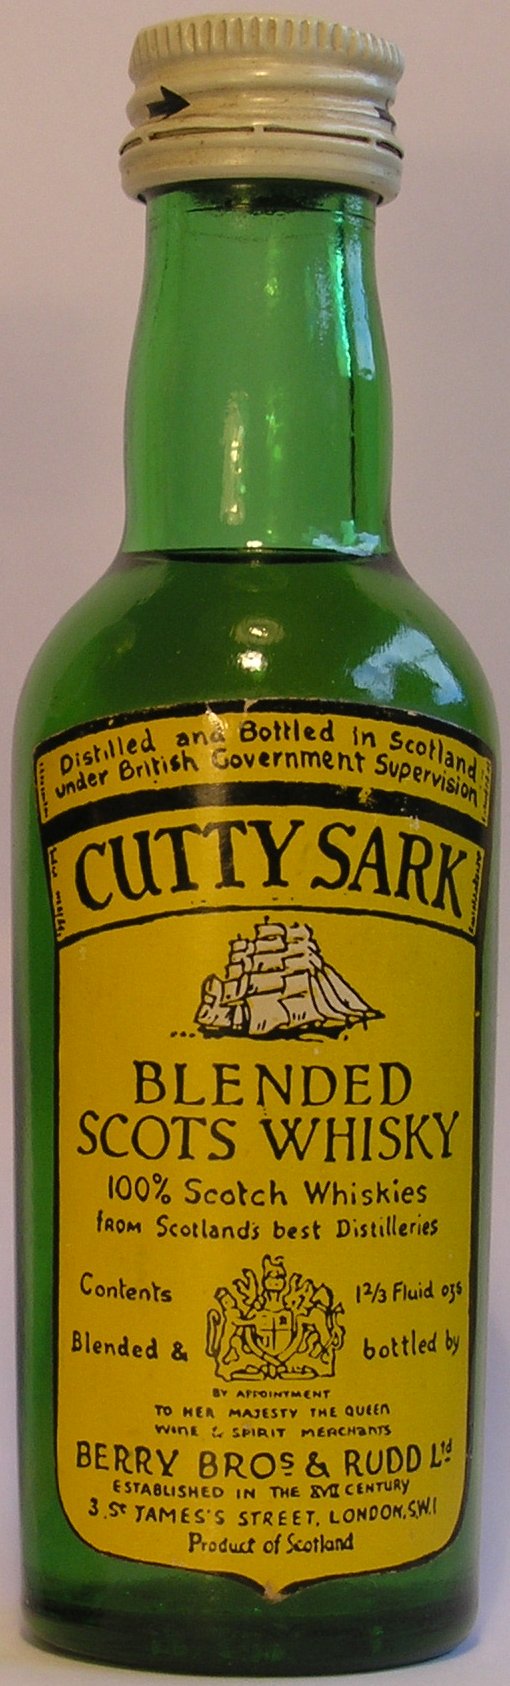 Distilled and Bottled in Scotland
under British Government Supervision
CUTTY SARK
BLENDED
SCOTS WHISKY
100% Scotch Whiskies
FROM Scotland's best Distilleries
Contents 1 2/3 Fluid ozs
Blended & bottled by
BY APPOINTMENT
TO HER MAJESTY THE QUEEN
WINE & SPIRIT MERCHANTS
BERRY BROS & RUDD Ltd
ESTABLISHED IN THE XVII CENTURY
3, St JAMES'S STREET, LONDON, S.W.1
Product of Scotland